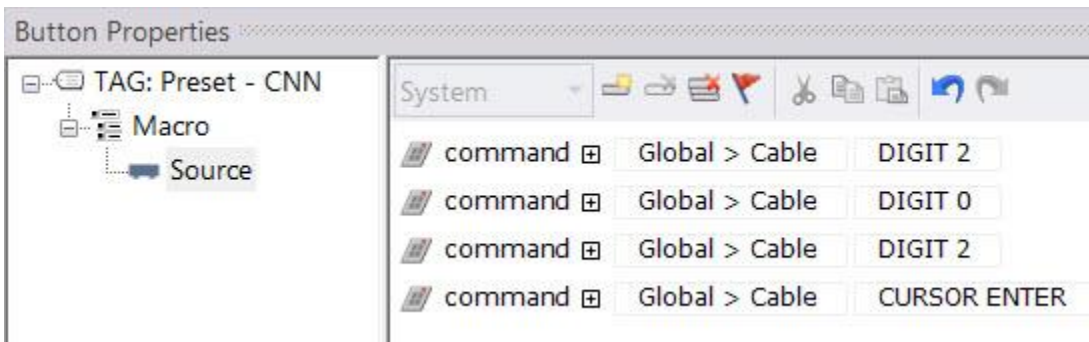 Button Properties
TAG: Preset - CNN
Macro
Source
System
command Global > Cable DIGIT 2
command Global > Cable DIGIT 0
command Global > Cable DIGIT 2
command Global > Cable CURSOR ENTER